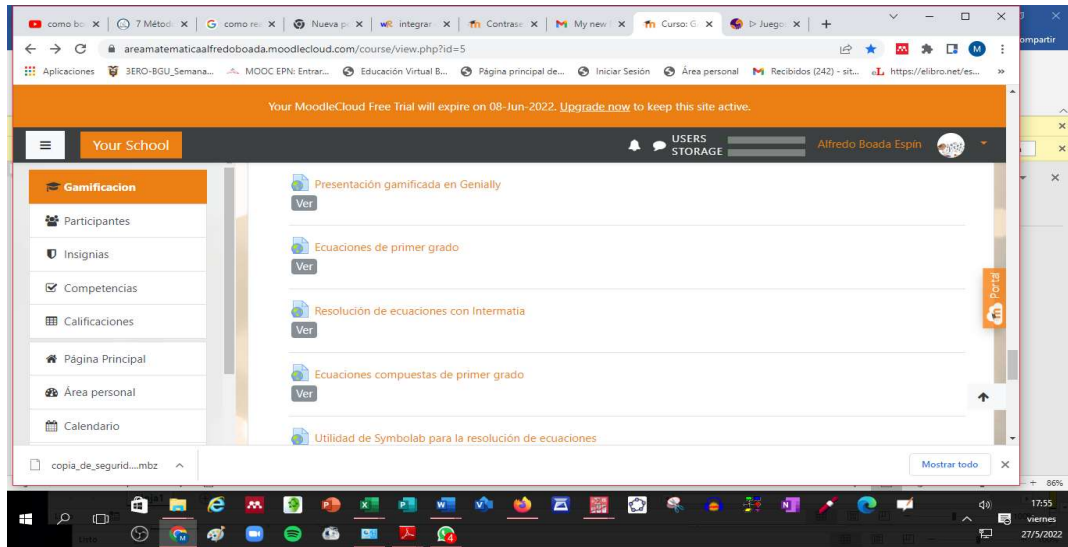 como bo
7 Métod
como re
Nueva p
integrar
Contrase
My new
Curso: G
Juego
ompartir
areamatematicaalfredoboada.moodlecloud.com/course/view.php?id=5
M
Aplicaciones
3ERO-BGU_Semana...
MOOC EPN: Entrar...
Educación Virtual B...
Página principal de...
Iniciar Sesión
Área personal
Recibidos (242) - sit...
https://elibro.net/es...
Your MoodleCloud Free Trial will expire on 08-Jun-2022. Upgrade now to keep this site active.
Your School
USERS
STORAGE
Alfredo Boada Espín
Gamificacion
Participantes
Insignias
Competencias
Calificaciones
Página Principal
Área personal
Calendario
Presentación gamificada en Genially
Ver
Ecuaciones de primer grado
Ver
Resolución de ecuaciones con Intermatia
Ver
Ecuaciones compuestas de primer grado
Ver
Utilidad de Symbolab para la resolución de ecuaciones
Portal
copia_de_segurid....mbz
Mostrar todo
86%
17:55
viernes
27/5/2022